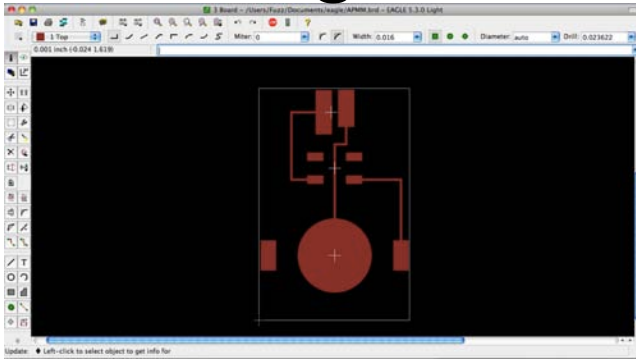 3 Board - /Users/Fuzz/Documents/eagle/APMM.brd - EAGLE 5.3.0 Light
1 Top Miter: 0 Width: 0.016 Diameter: auto Drill: 0.023622
0.001 inch (-0.024 1.619)
Update: Left-click to select object to get info for